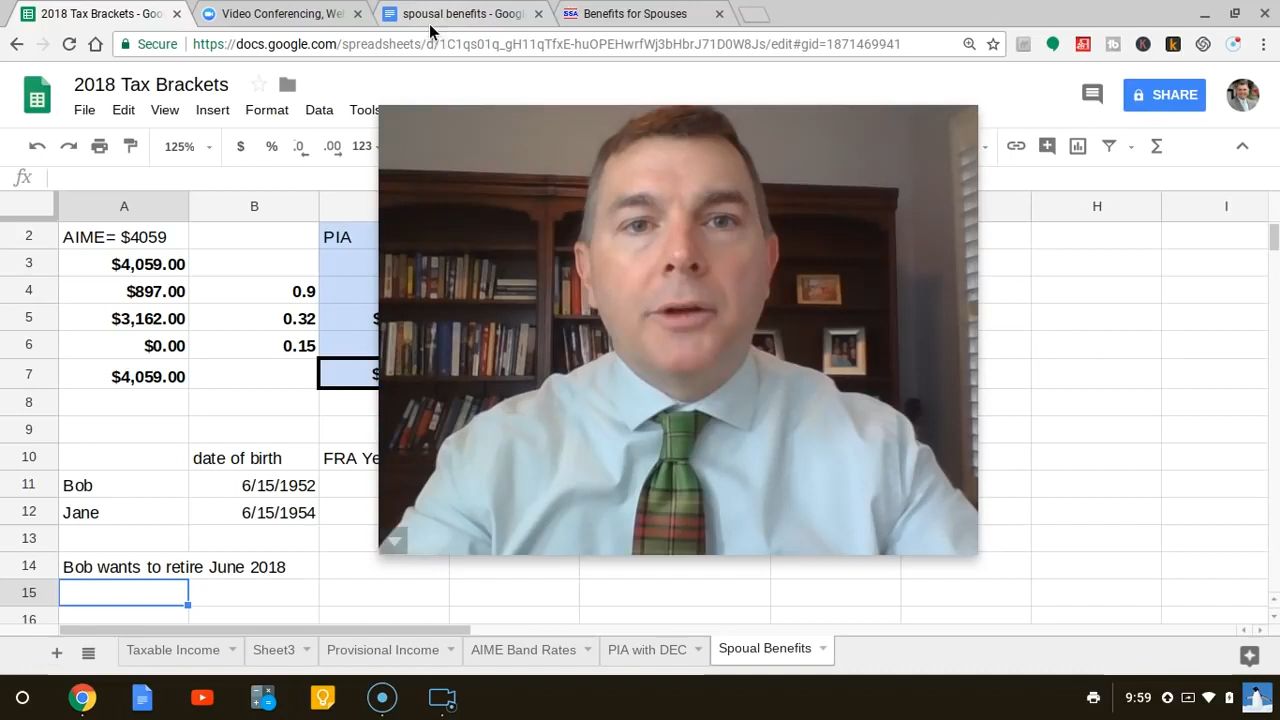 2018 Tax Brackets - Goo
Video Conferencing, We
spousal benefits - Googl
SSA
Benefits for Spouses
Secure
https://docs.google.com/spreadsheets/d/1C1qs01q_gH11qTfxE-huOPEHwrfWj3bHbrJ71D0W8Js/edit#gid=1871469941
2018 Tax Brackets
File Edit View Insert Format Data Tools
SHARE
125% $ % .0 .00 123
fx
A B H I
2 AIME= $4059 PIA
3 $4,059.00
4 $897.00 0.9
5 $3,162.00 0.32 $
6 $0.00 0.15
7 $4,059.00 $
8
9
10 date of birth FRA Ye
11 Bob 6/15/1952
12 Jane 6/15/1954
13
14 Bob wants to retire June 2018
15
16
Taxable Income Sheet3 Provisional Income AIME Band Rates PIA with DEC Spoual Benefits
9:59